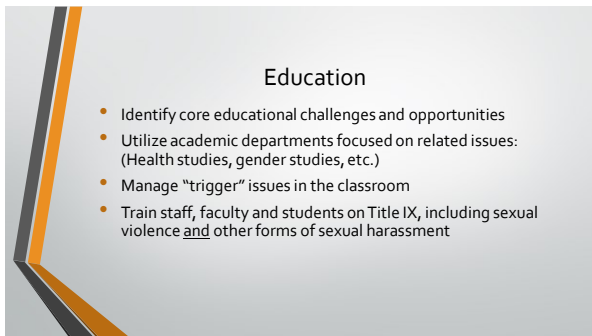 Education
• Identify core educational challenges and opportunities
• Utilize academic departments focused on related issues:
(Health studies, gender studies, etc.)
• Manage “trigger” issues in the classroom
• Train staff, faculty and students on Title IX, including sexual
violence and other forms of sexual harassment